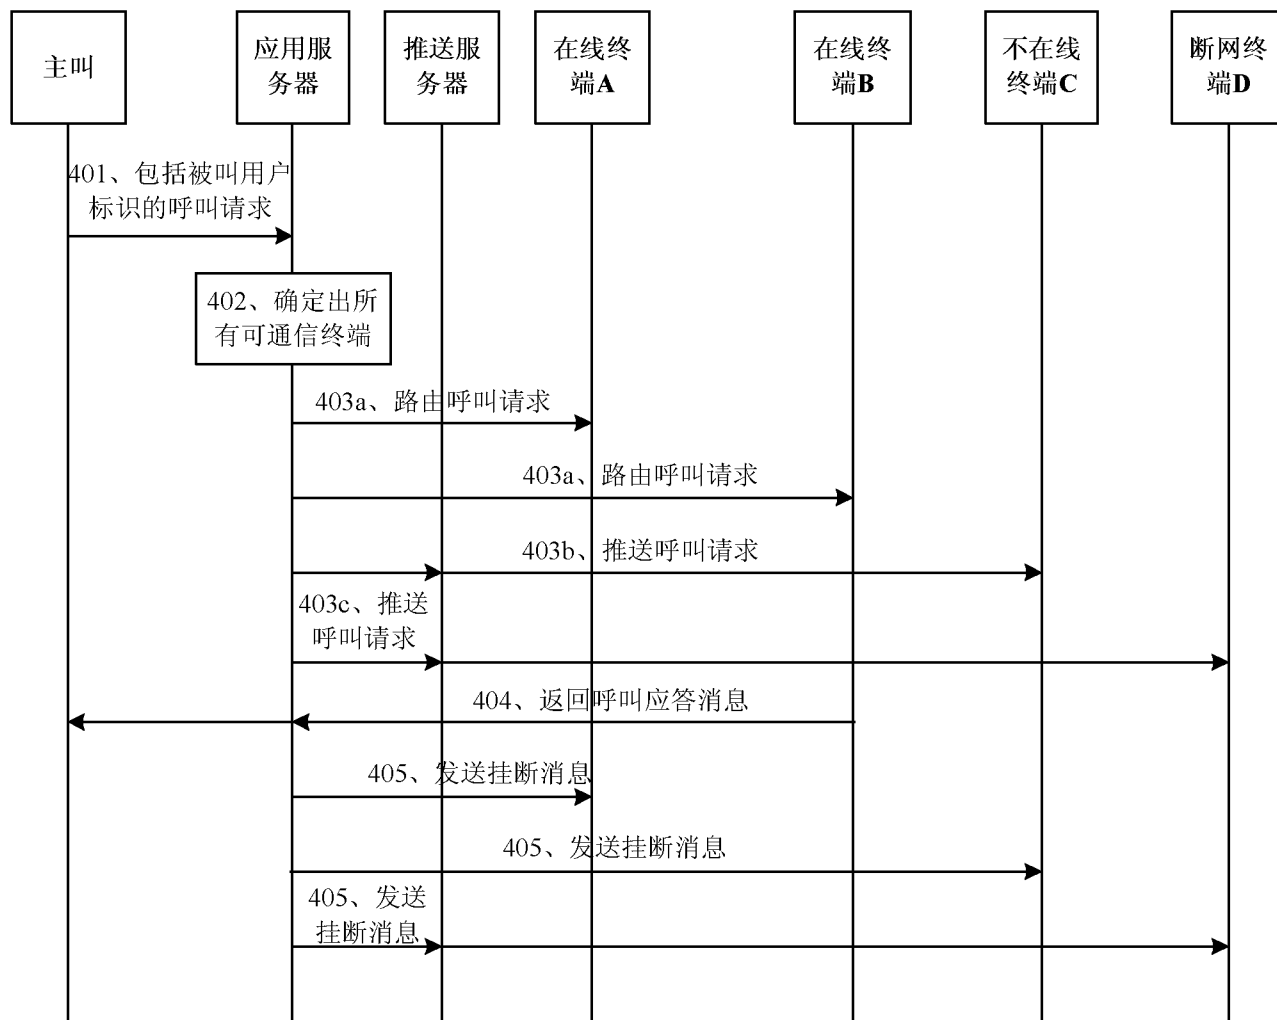 主叫
应用服
务器
推送服
务器
在线终
端A
在线终
端B
不在线
终端C
断网终
端D
401、包括被叫用户
标识的呼叫请求
402、确定出所
有可通信终端
403a、路由呼叫请求
403a、路由呼叫请求
403b、推送呼叫请求
403c、推送
呼叫请求
404、返回呼叫应答消息
405、发送挂断消息
405、发送挂断消息
405、发送
挂断消息